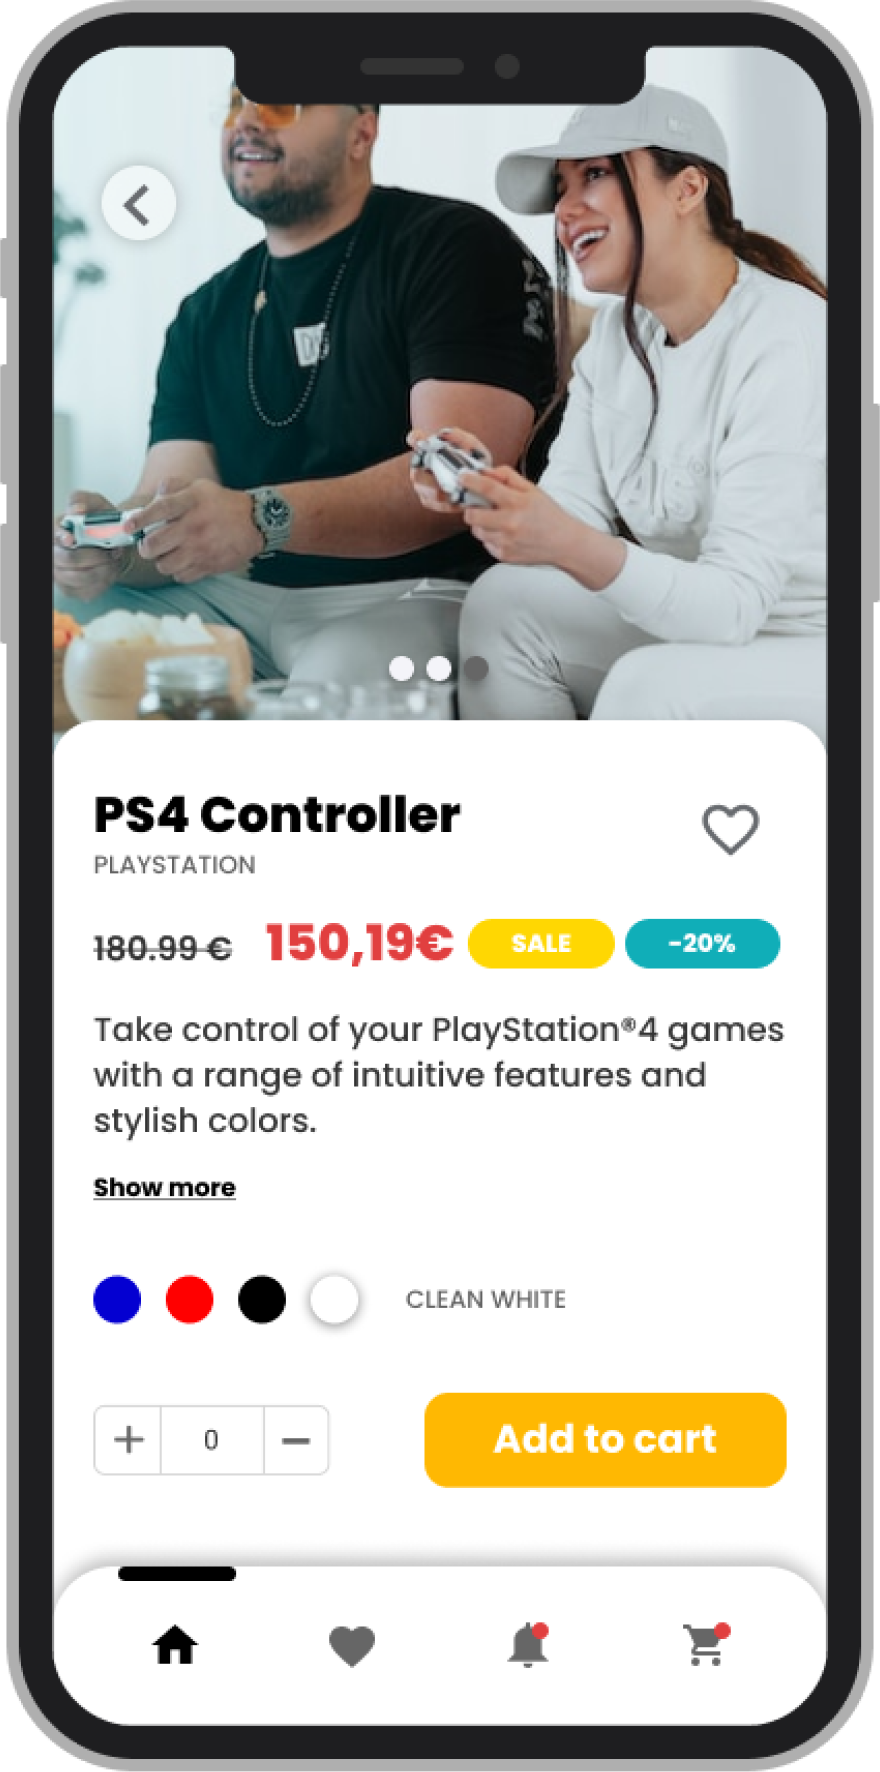 PS4 Controller
PLAYSTATION
180.99 € 150,19€ SALE -20%
Take control of your PlayStation®4 games
with a range of intuitive features and
stylish colors.
Show more
CLEAN WHITE
0
Add to cart